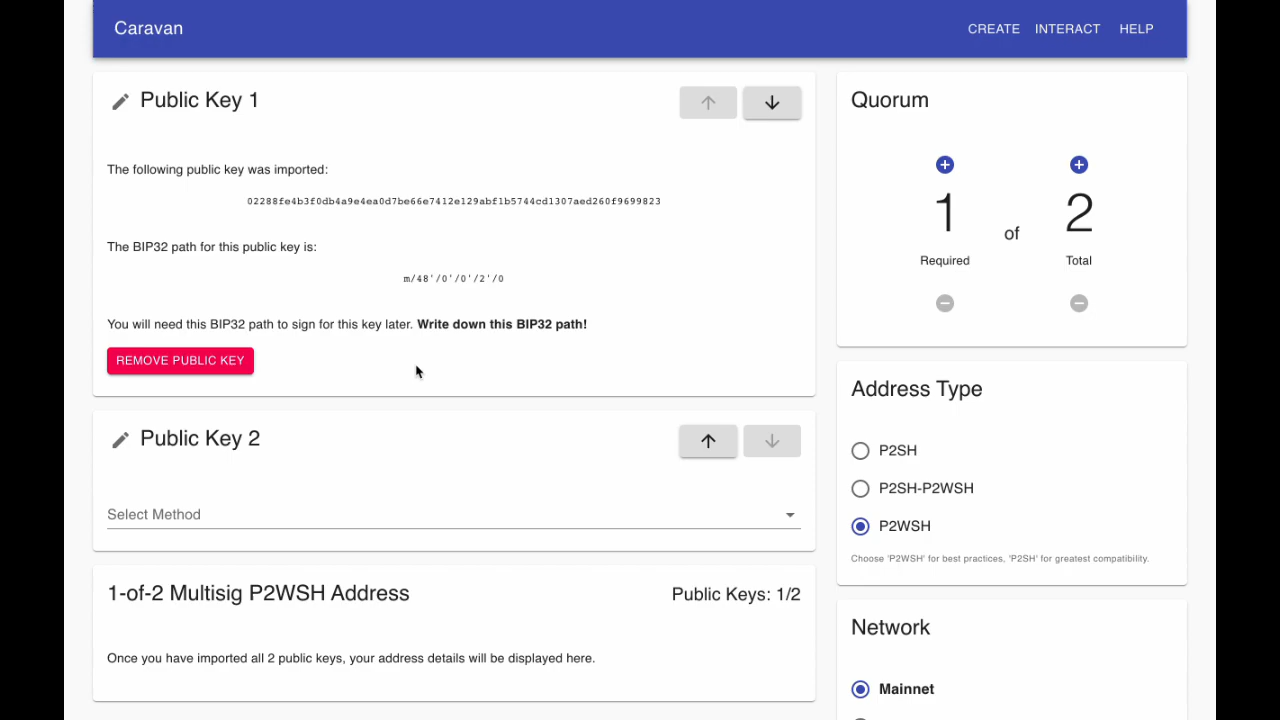 Caravan
CREATE INTERACT HELP
Public Key 1
The following public key was imported:
02288fe4b3f0db4a9e4ea0d7be66e7412e129abf1b5744cd1307aed260f9699823
The BIP32 path for this public key is:
m/48'/0'/0'/2'/0
You will need this BIP32 path to sign for this key later. Write down this BIP32 path!
REMOVE PUBLIC KEY
Public Key 2
Select Method
1-of-2 Multisig P2WSH Address
Public Keys: 1/2
Once you have imported all 2 public keys, your address details will be displayed here.
Quorum
1 of 2
Required Total
Address Type
P2SH
P2SH-P2WSH
P2WSH
Choose 'P2WSH' for best practices, 'P2SH' for greatest compatibility.
Network
Mainnet